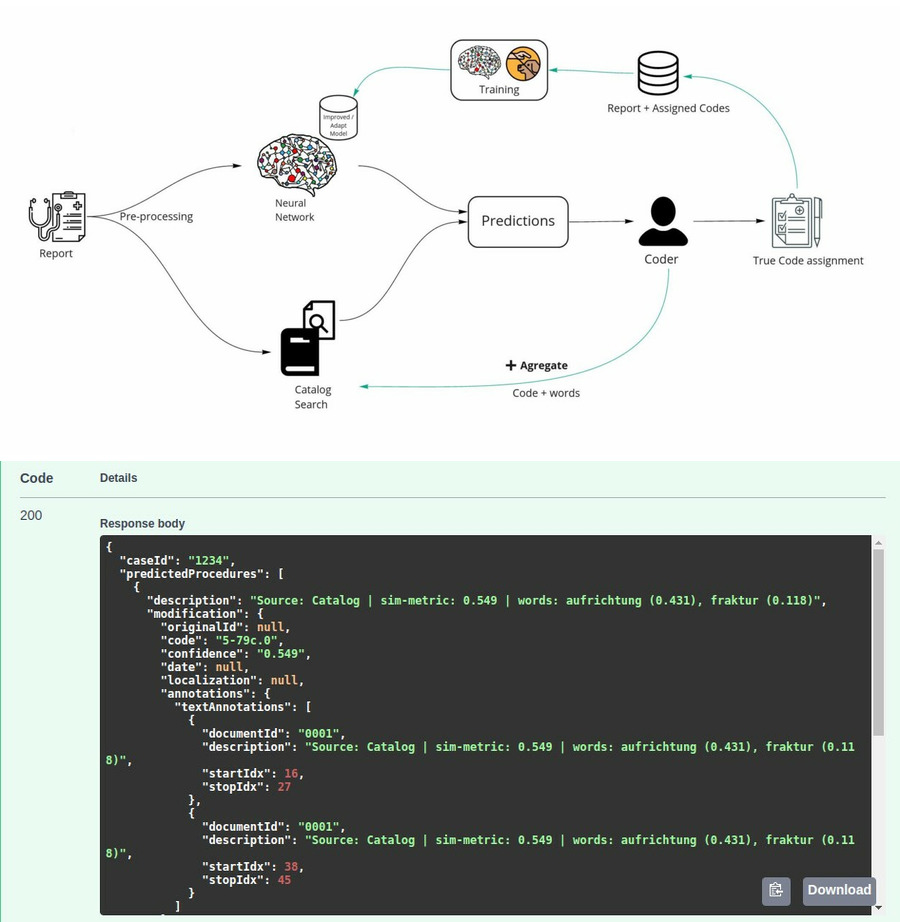 Training
Report + Assigned Codes
Improved /
Adapt
Model
Neural
Network
Pre-processing
Report
Predictions
Coder
True Code assignment
Catalog
Search
+ Agregate
Code + words
Code Details
200
Response body
{
"caseId": "1234",
"predictedProcedures": [
{
"description": "Source: Catalog | sim-metric: 0.549 | words: aufrichtung (0.431), fraktur (0.118)",
"modification": {
"originalId": null,
"code": "5-79c.0",
"confidence": "0.549",
"date": null,
"localization": null,
"annotations": {
"textAnnotations": [
{
"documentId": "0001",
"description": "Source: Catalog | sim-metric: 0.549 | words: aufrichtung (0.431), fraktur (0.11
8)",
"startIdx": 16,
"stopIdx": 27
},
{
"documentId": "0001",
"description": "Source: Catalog | sim-metric: 0.549 | words: aufrichtung (0.431), fraktur (0.11
8)",
"startIdx": 38,
"stopIdx": 45
}
]
Download